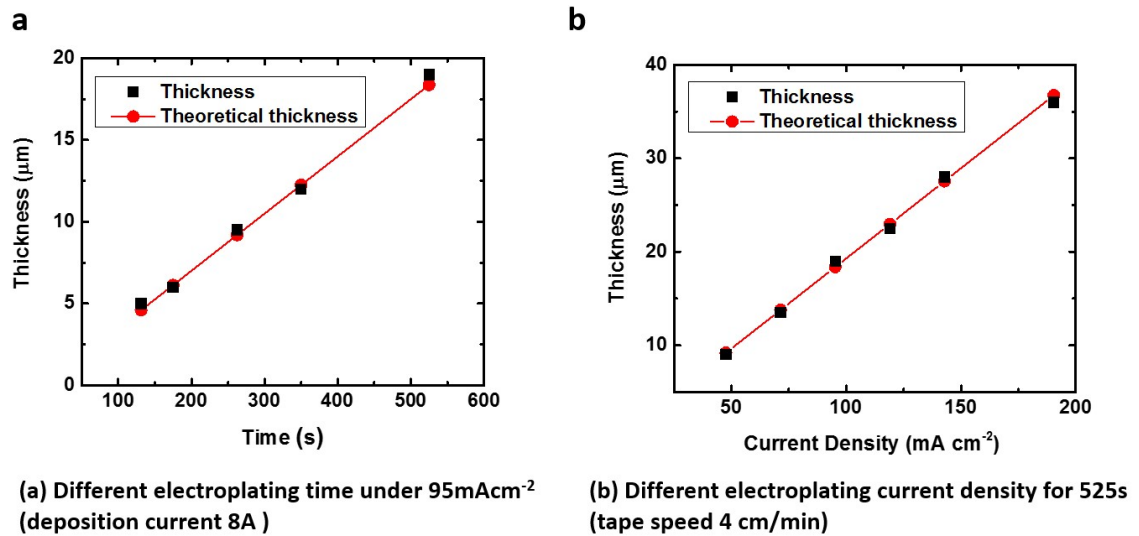 a
20
15
10
5
0
Thickness (μm)
Thickness
Theoretical thickness
100 200 300 400 500 600
Time (s)
(a) Different electroplating time under 95mAcm⁻²
(deposition current 8A )
b
40
30
20
10
Thickness (μm)
Thickness
Theoretical thickness
50 100 150 200
Current Density (mA cm⁻²)
(b) Different electroplating current density for 525s
(tape speed 4 cm/min)